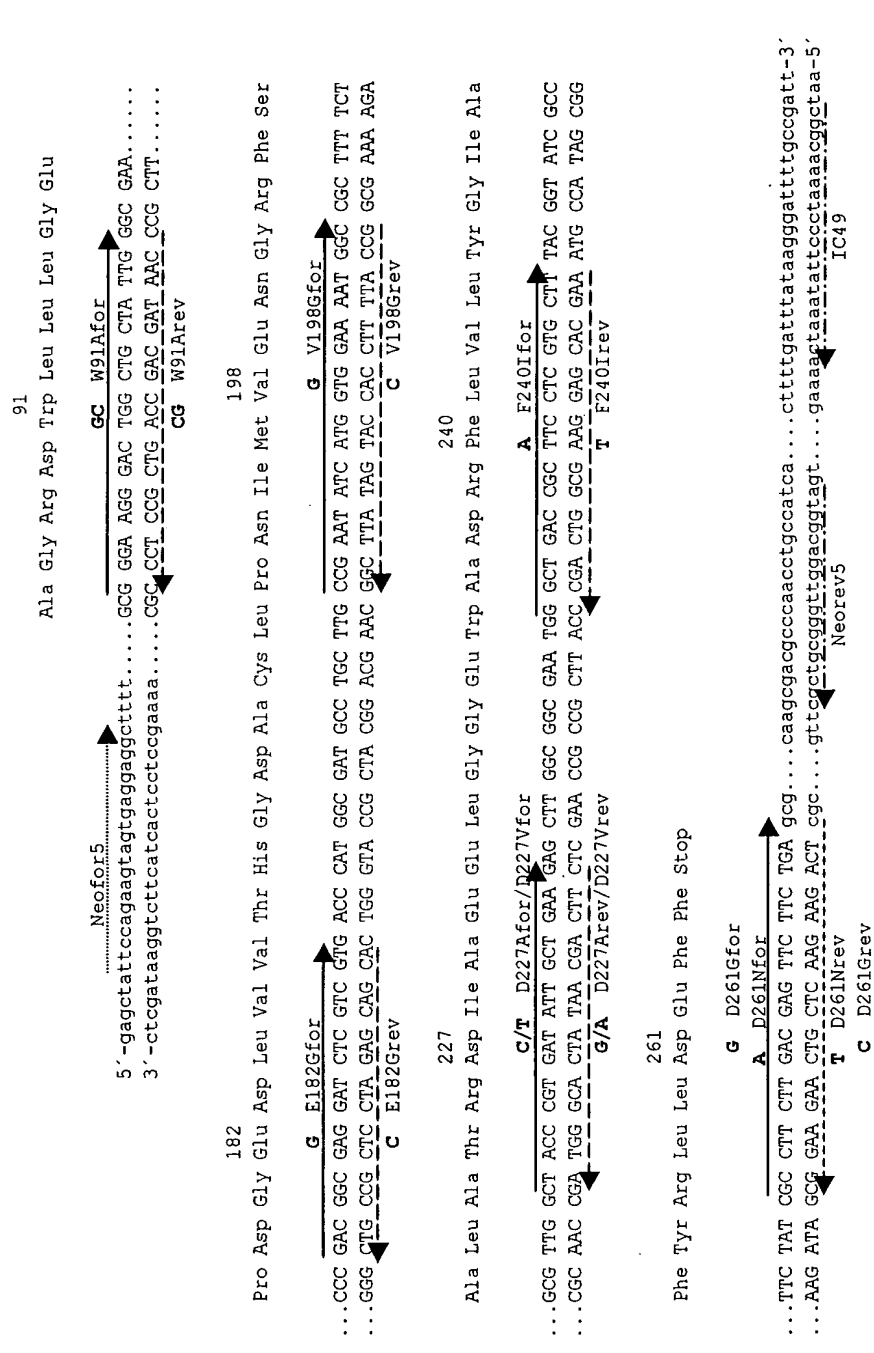 91
Ala Gly Arg Asp Trp Leu Leu Leu Gly Glu
Neofor5
GC W91Afor
5´-gagctattccagaagtagtgaggaggctttt.....GCG GGA AGG GAC TGG CTG CTA TTG GGC GAA......
3´-ctcgataaggtcttcatcactcctccgaaaa.....CGC CCT CCG CTG ACC GAC GAT AAC CCG CTT......
CG W91Arev
182
198
Pro Asp Gly Glu Asp Leu Val Val Thr His Gly Asp Ala Cys Leu Pro Asn Ile Met Val Glu Asn Gly Arg Phe Ser
G E182Gfor
G V198Gfor
...CCC GAC GGC GAG GAT CTC GTC GTG ACC CAT GGC GAT GCC TGC TTG CCG AAT ATC ATG GTG GAA AAT GGC CGC TTT TCT
...GGG CTG CCG CTC CTA GAG CAG CAC TGG GTA CCG CTA CGG ACG AAC GGC TTA TAG TAC CAC CTT TTA CCG GCG AAA AGA
C E182Grev
C V198Grev
227
240
Ala Leu Ala Thr Arg Asp Ile Ala Glu Glu Leu Gly Gly Glu Trp Ala Asp Arg Phe Leu Val Leu Tyr Gly Ile Ala
C/T D227Afor/D227Vfor
A F240Ifor
...GCG TTG GCT ACC CGT GAT ATT GCT GAA GAG CTT GGC GGC GAA TGG GCT GAC CGC TTC CTC GTG CTT TAC GGT ATC GCC
...CGC AAC CGA TGG GCA CTA TAA CGA CTT CTC GAA CCG CCG CTT ACC CGA CTG GCG AAG GAG CAC GAA ATG CCA TAG CGG
G/A D227Arev/D227Vrev
T F240Irev
261
Phe Tyr Arg Leu Leu Asp Glu Phe Phe Stop
G D261Gfor
A D261Nfor
...TTC TAT CGC CTT CTT GAC GAG TTC TTC TGA gcg....caagcgacgcccaacctgccatca....cttttgatttataagggattttgccgatt-3´
...AAG ATA GCG GAA GAA CTG CTC AAG AAG ACT cgc....gttcgctgcgggttggacggtagt....gaaaactaaatattccctaaaacggctaa-5´
T D261Nrev
Neorev5
IC49
C D261Grev